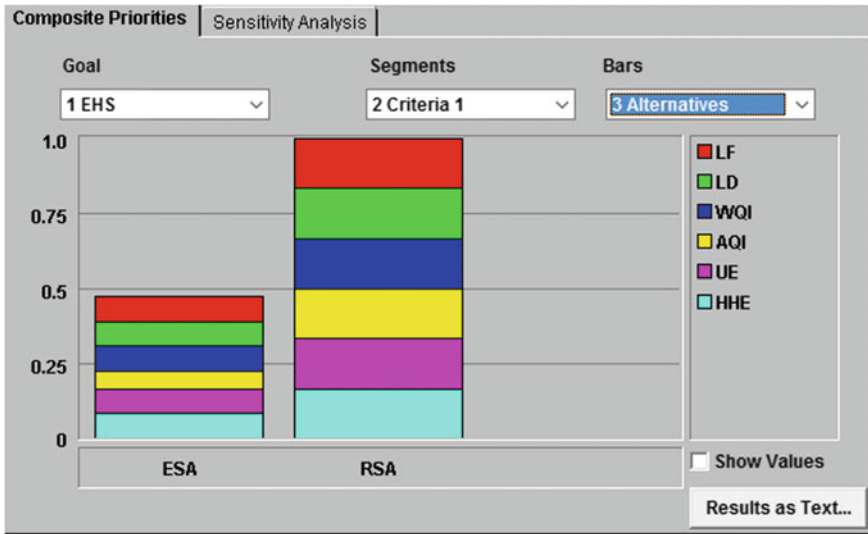 Composite Priorities Sensitivity Analysis
Goal Segments Bars
1 EHS 2 Criteria 1 3 Alternatives
1.0
0.75
0.5
0.25
0
LF
LD
WQI
AQI
UE
HHE
ESA RSA
Show Values
Results as Text...